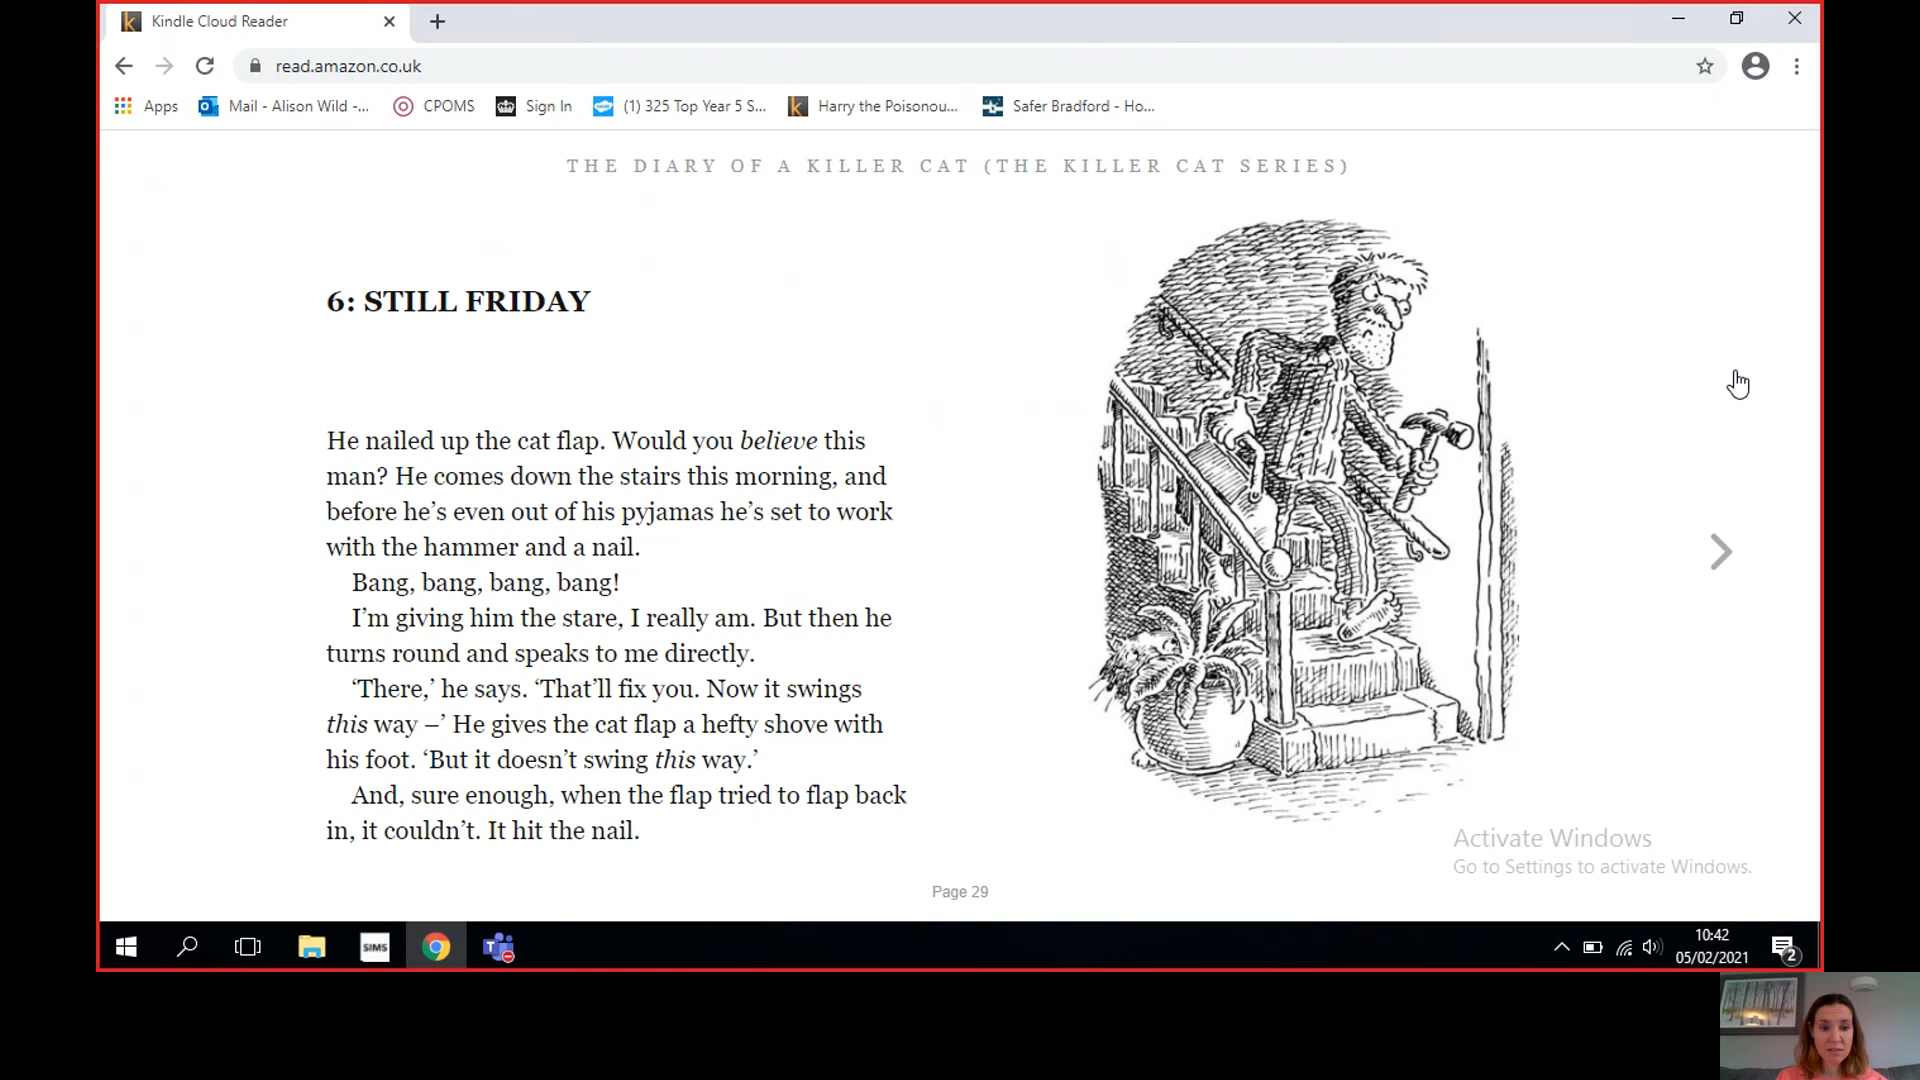 Kindle Cloud Reader
read.amazon.co.uk
Apps
Mail - Alison Wild -...
CPOMS
Sign In
(1) 325 Top Year 5 S...
Harry the Poisonou...
Safer Bradford - Ho...
THE DIARY OF A KILLER CAT (THE KILLER CAT SERIES)
6: STILL FRIDAY
He nailed up the cat flap. Would you believe this
man? He comes down the stairs this morning, and
before he’s even out of his pyjamas he’s set to work
with the hammer and a nail.
Bang, bang, bang, bang!
I’m giving him the stare, I really am. But then he
turns round and speaks to me directly.
‘There,’ he says. ‘That’ll fix you. Now it swings
this way –’ He gives the cat flap a hefty shove with
his foot. ‘But it doesn’t swing this way.’
And, sure enough, when the flap tried to flap back
in, it couldn’t. It hit the nail.
Activate Windows
Go to Settings to activate Windows.
Page 29
SIMS
10:42
05/02/2021
2